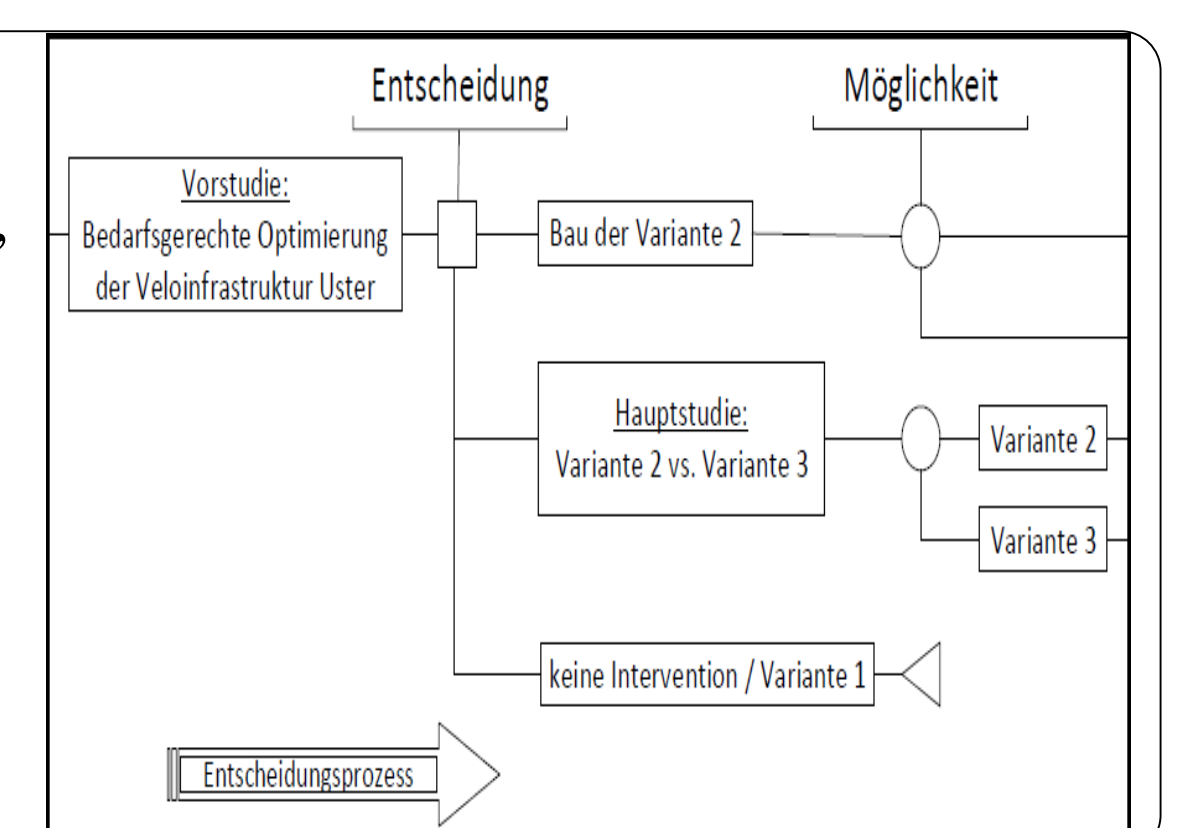 Entscheidung
Möglichkeit
Vorstudie:
Bedarfsgerechte Optimierung
der Veloinfrastruktur Uster
Bau der Variante 2
Hauptstudie:
Variante 2 vs. Variante 3
Variante 2
Variante 3
keine Intervention / Variante 1
Entscheidungsprozess
,